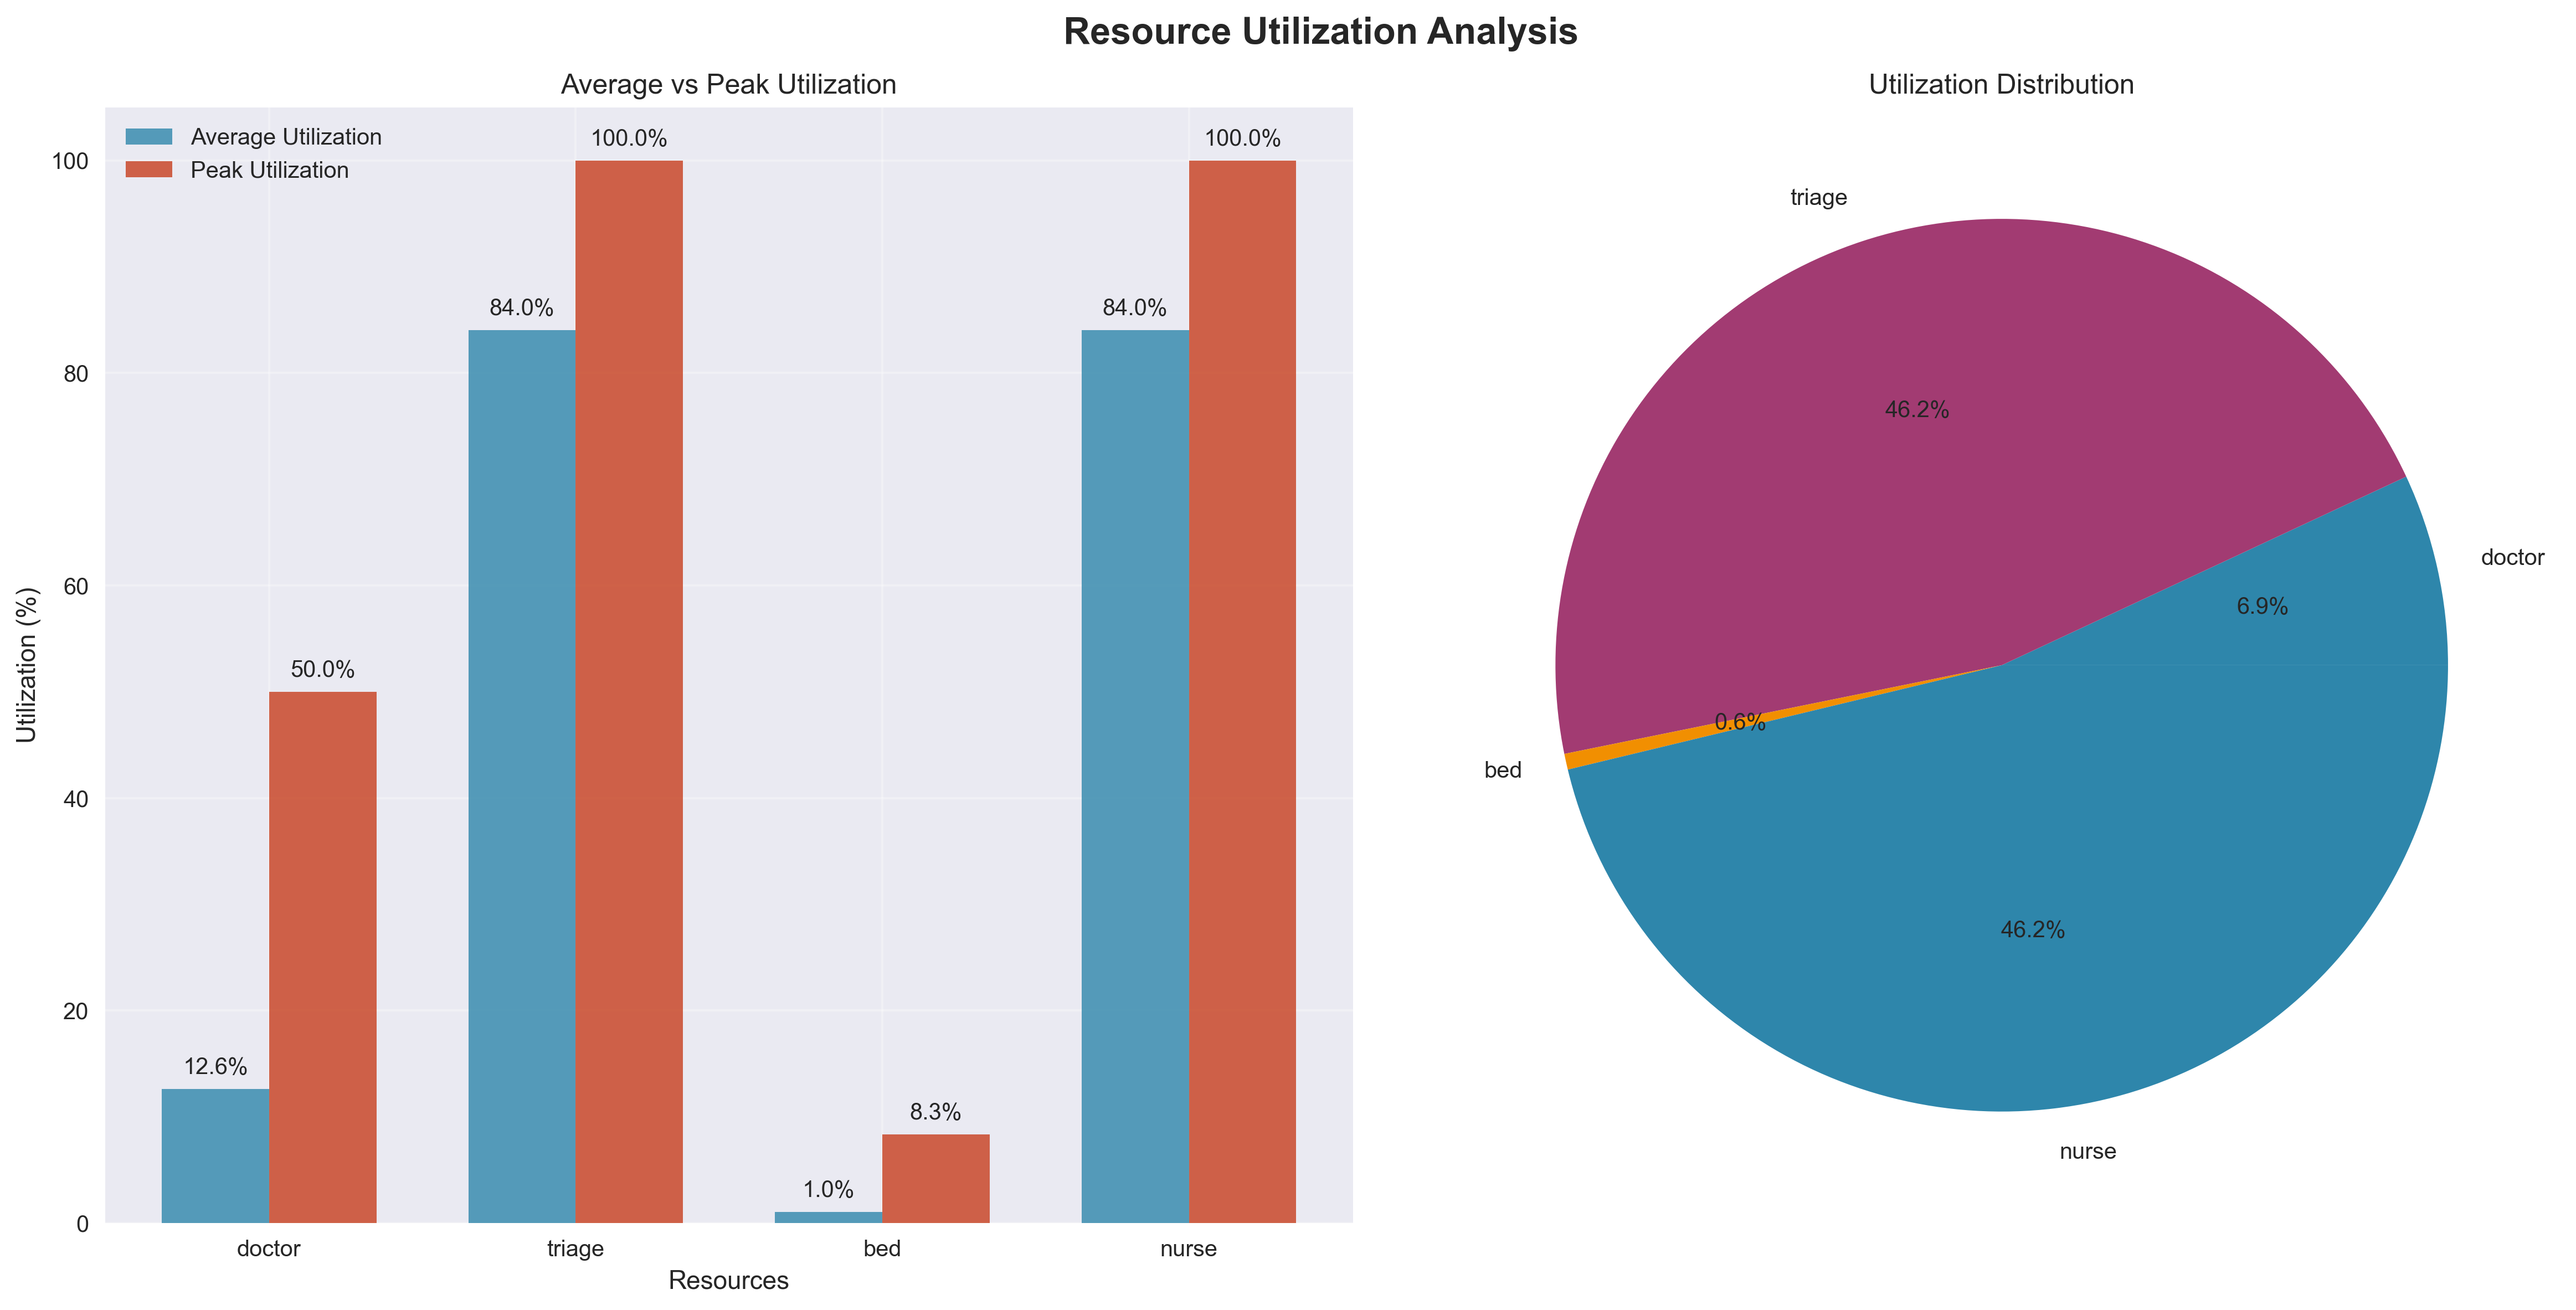 Resource Utilization Analysis
Average vs Peak Utilization
Average Utilization
Peak Utilization
Utilization (%)
100
80
60
40
20
0
12.6%
50.0%
84.0%
100.0%
1.0%
8.3%
84.0%
100.0%
doctor
triage
bed
nurse
Resources
Utilization Distribution
triage
46.2%
doctor
6.9%
0.6%
bed
46.2%
nurse